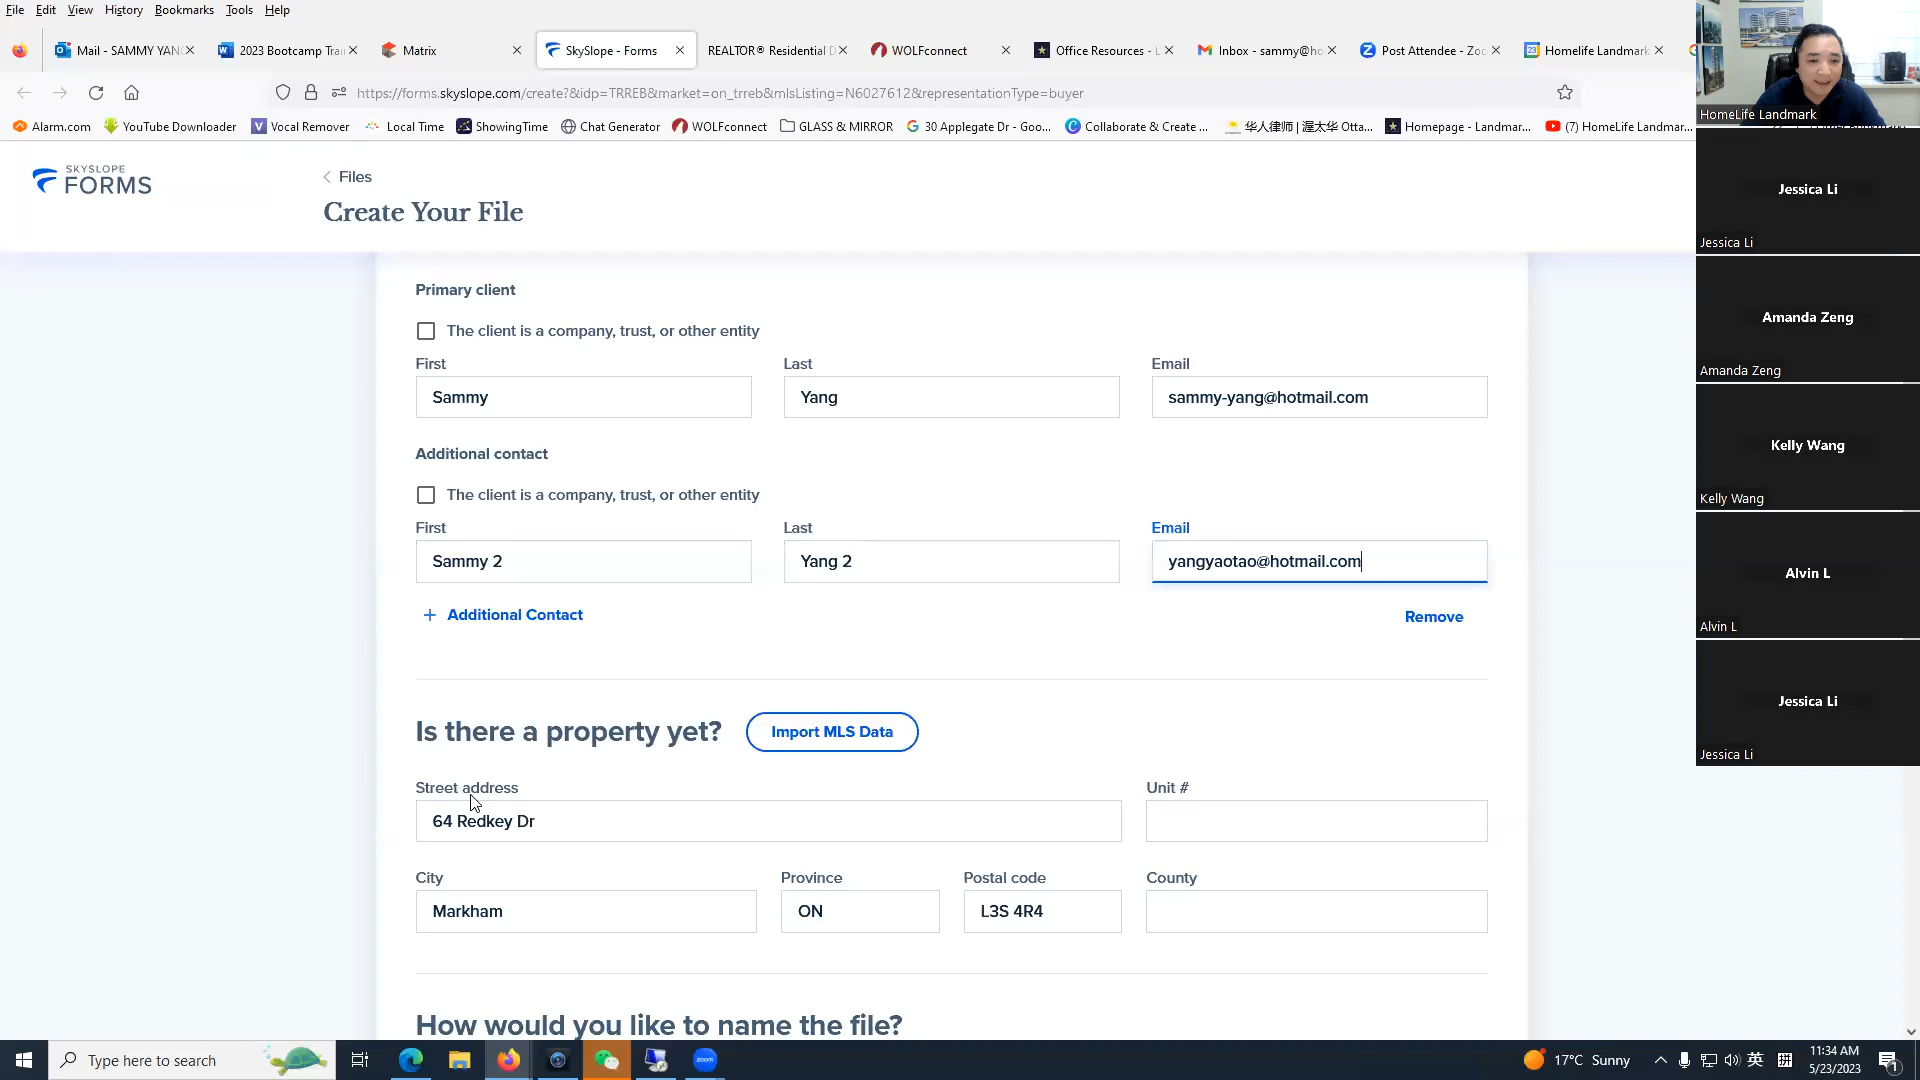 File Edit View History Bookmarks Tools Help
Mail - SAMMY YANG
2023 Bootcamp Trai
Matrix
SkySlope - Forms
REALTOR® Residential D
WOLFconnect
Office Resources - L
Inbox - sammy@ho
Post Attendee - Zoo
Homelife Landmark
https://forms.skyslope.com/create?&idp=TRREB&market=on_trreb&mlsListing=N6027612&representationType=buyer
Alarm.com
YouTube Downloader
Vocal Remover
Local Time
ShowingTime
Chat Generator
WOLFconnect
GLASS & MIRROR
30 Applegate Dr - Goo...
Collaborate & Create ...
华人律师 | 渥太华 Otta...
Homepage - Landmar...
(7) HomeLife Landmar...
SKYSLOPE
FORMS
Files
Create Your File
Primary client
The client is a company, trust, or other entity
First Last Email
Sammy Yang sammy-yang@hotmail.com
Additional contact
The client is a company, trust, or other entity
First Last Email
Sammy 2 Yang 2 yangyaotao@hotmail.com
+ Additional Contact Remove
Is there a property yet? Import MLS Data
Street address Unit #
64 Redkey Dr
City Province Postal code County
Markham ON L3S 4R4
How would you like to name the file?
HomeLife Landmark
Jessica Li
Jessica Li
Amanda Zeng
Amanda Zeng
Kelly Wang
Kelly Wang
Alvin L
Alvin L
Jessica Li
Jessica Li
Type here to search
zoom
17°C Sunny
英
拼
11:34 AM
5/23/2023
1